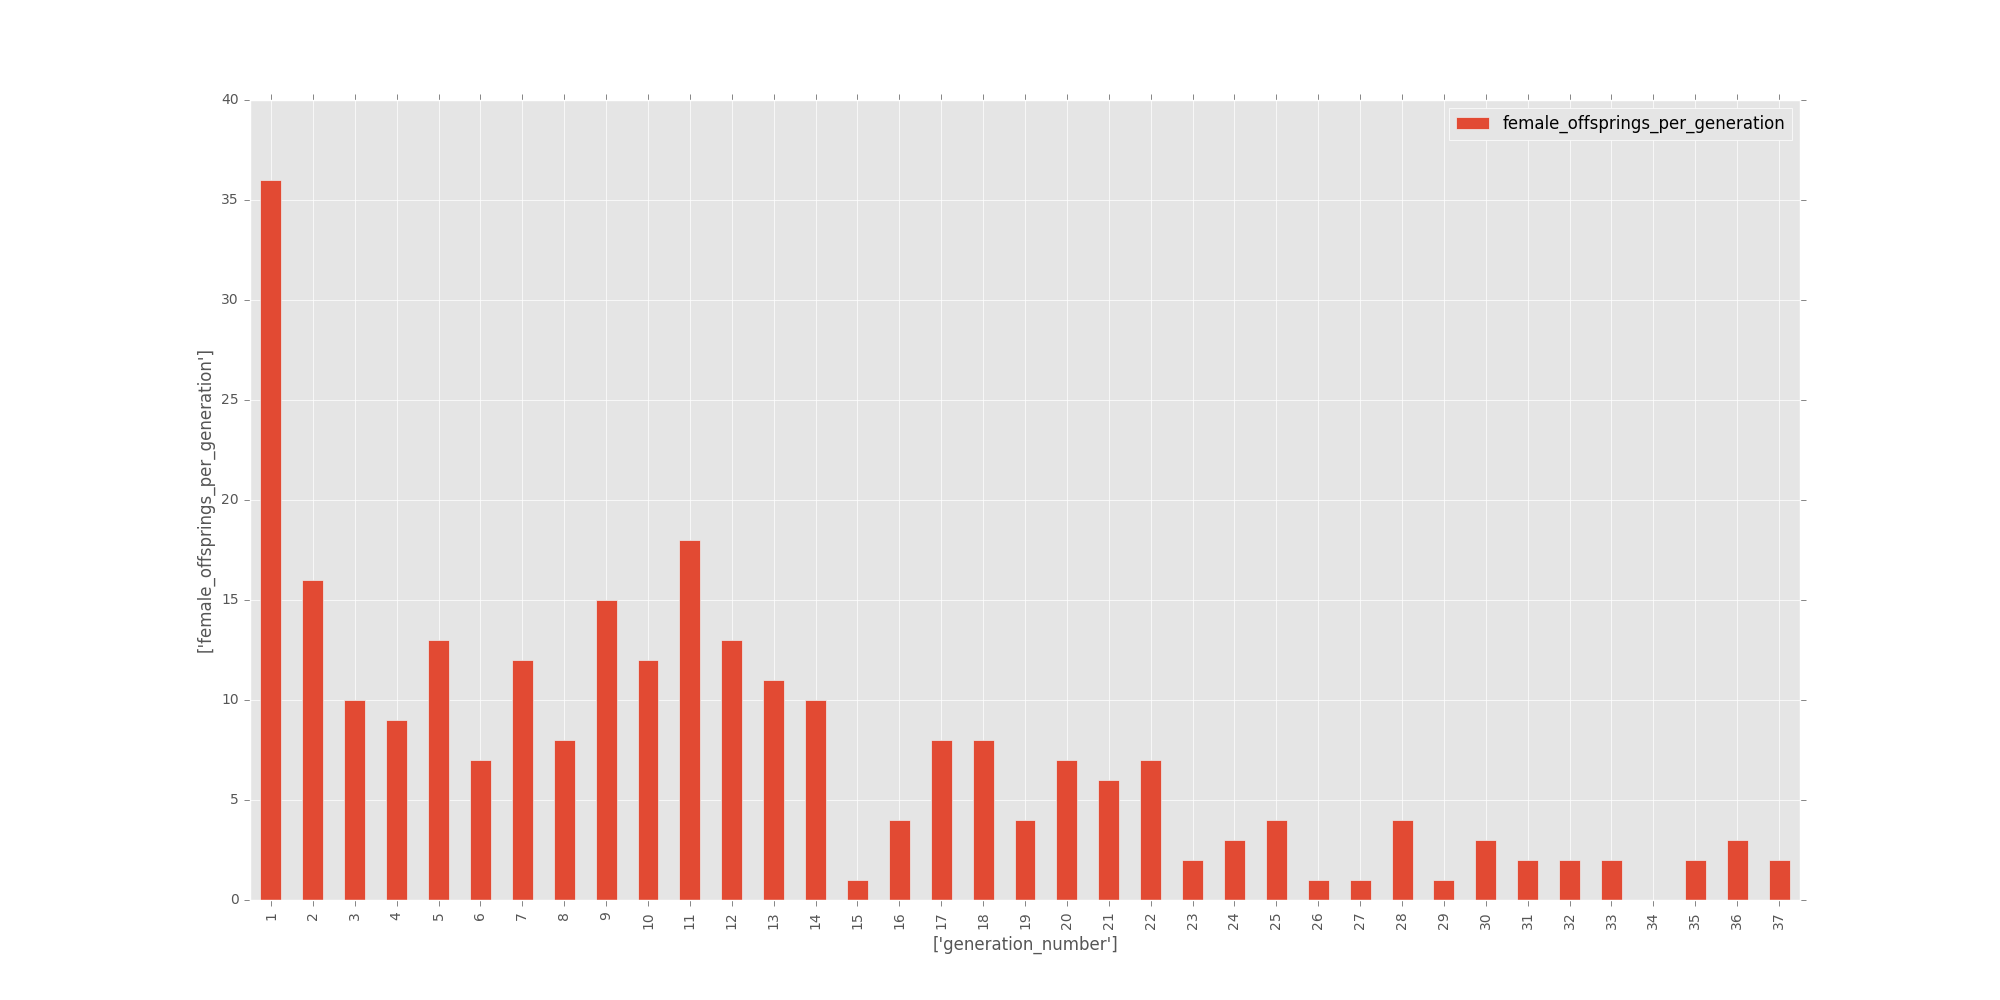 female_offsprings_per_generation
['female_offsprings_per_generation']
40
35
30
25
20
15
10
5
0
1 2 3 4 5 6 7 8 9 10 11 12 13 14 15 16 17 18 19 20 21 22 23 24 25 26 27 28 29 30 31 32 33 34 35 36 37
['generation_number']